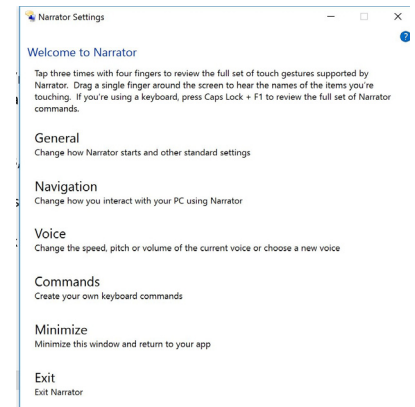 Narrator Settings
Welcome to Narrator
Tap three times with four fingers to review the full set of touch gestures supported by
Narrator. Drag a single finger around the screen to hear the names of the items you're
touching. If you're using a keyboard, press Caps Lock + F1 to review the full set of Narrator
commands.
General
Change how Narrator starts and other standard settings
Navigation
Change how you interact with your PC using Narrator
Voice
Change the speed, pitch or volume of the current voice or choose a new voice
Commands
Create your own keyboard commands
Minimize
Minimize this window and return to your app
Exit
Exit Narrator